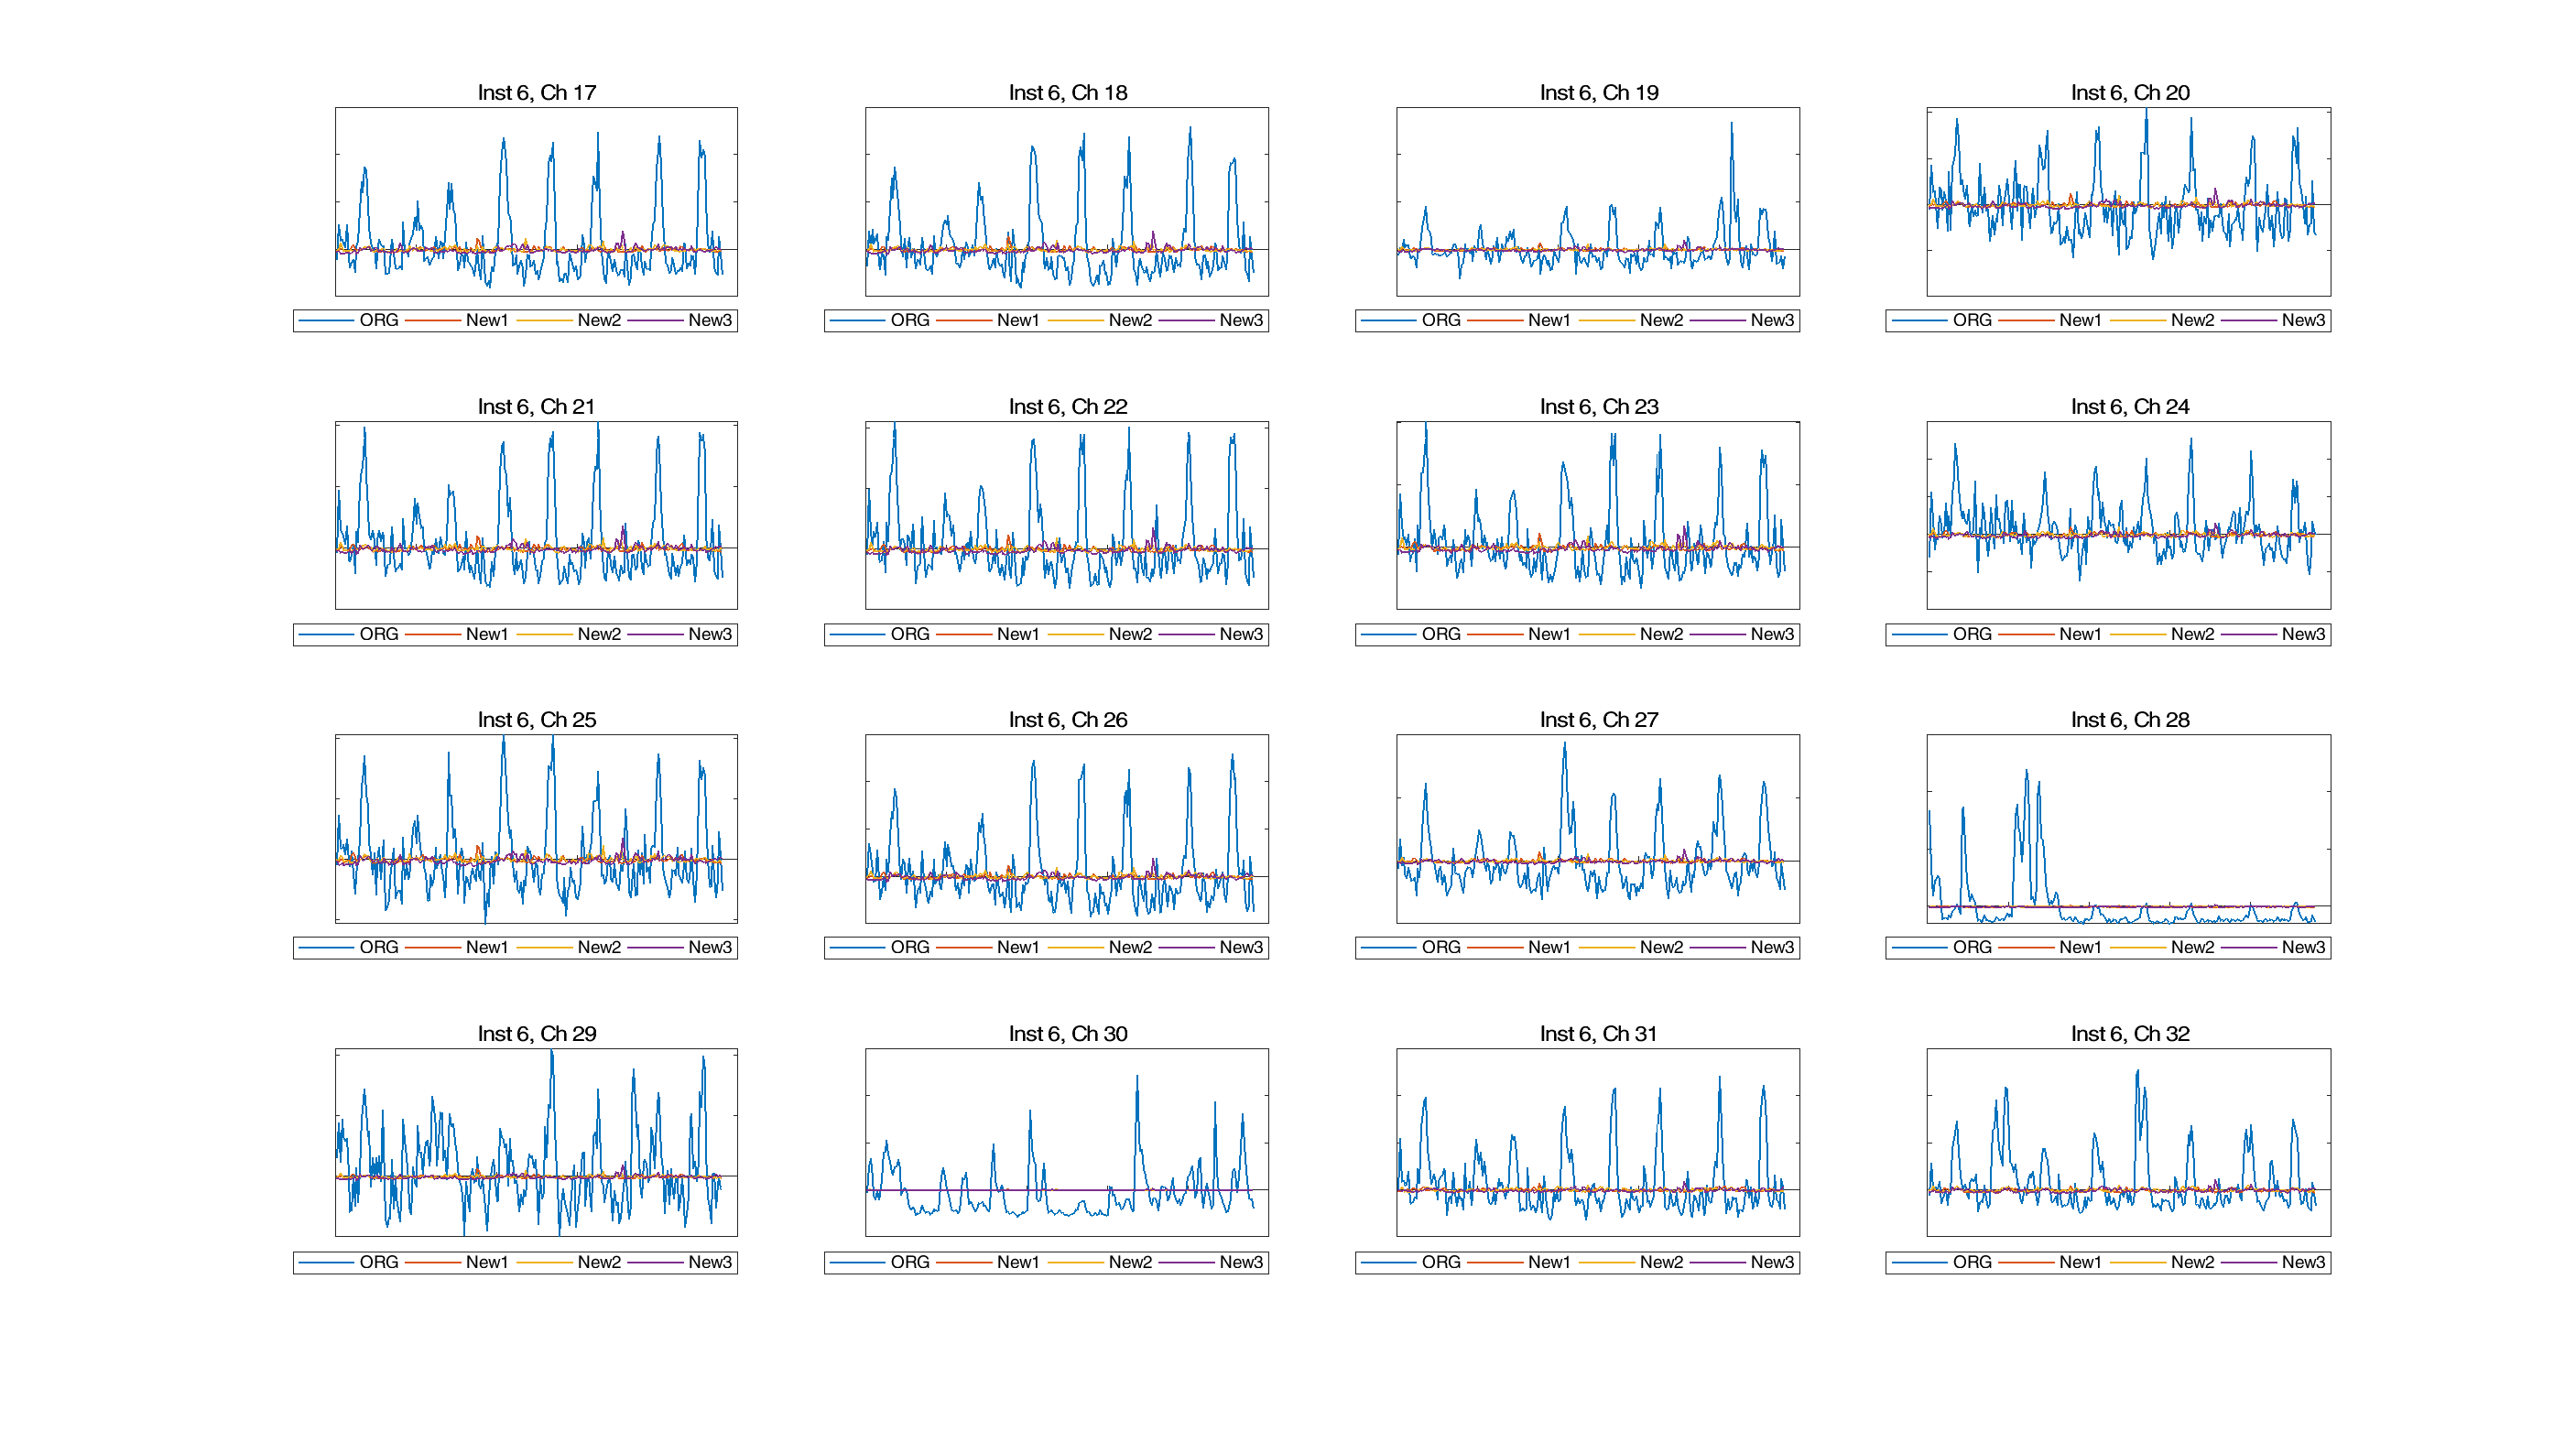 Inst 6, Ch 17
Inst 6, Ch 18
Inst 6, Ch 19
Inst 6, Ch 20
ORG New1 New2 New3
ORG New1 New2 New3
ORG New1 New2 New3
ORG New1 New2 New3
Inst 6, Ch 21
Inst 6, Ch 22
Inst 6, Ch 23
Inst 6, Ch 24
ORG New1 New2 New3
ORG New1 New2 New3
ORG New1 New2 New3
ORG New1 New2 New3
Inst 6, Ch 25
Inst 6, Ch 26
Inst 6, Ch 27
Inst 6, Ch 28
ORG New1 New2 New3
ORG New1 New2 New3
ORG New1 New2 New3
ORG New1 New2 New3
Inst 6, Ch 29
Inst 6, Ch 30
Inst 6, Ch 31
Inst 6, Ch 32
ORG New1 New2 New3
ORG New1 New2 New3
ORG New1 New2 New3
ORG New1 New2 New3